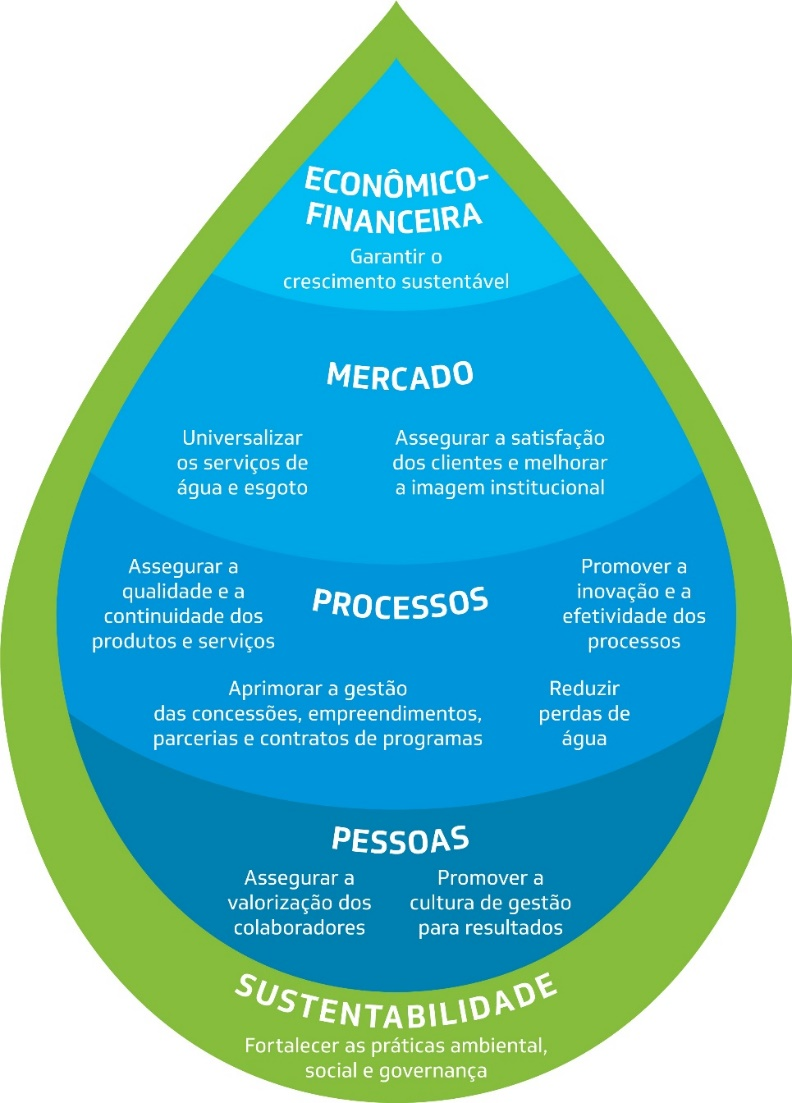 ECONÔMICO-
FINANCEIRA
Garantir o
crescimento sustentável
MERCADO
Universalizar
os serviços de
água e esgoto
Assegurar a satisfação
dos clientes e melhorar
a imagem institucional
PROCESSOS
Assegurar a
qualidade e a
continuidade dos
produtos e serviços
Promover a
inovação e a
efetividade dos
processos
Aprimorar a gestão
das concessões, empreendimentos,
parcerias e contratos de programas
Reduzir
perdas de
água
PESSOAS
Assegurar a
valorização dos
colaboradores
Promover a
cultura de gestão
para resultados
SUSTENTABILIDADE
Fortalecer as práticas ambiental,
social e governança